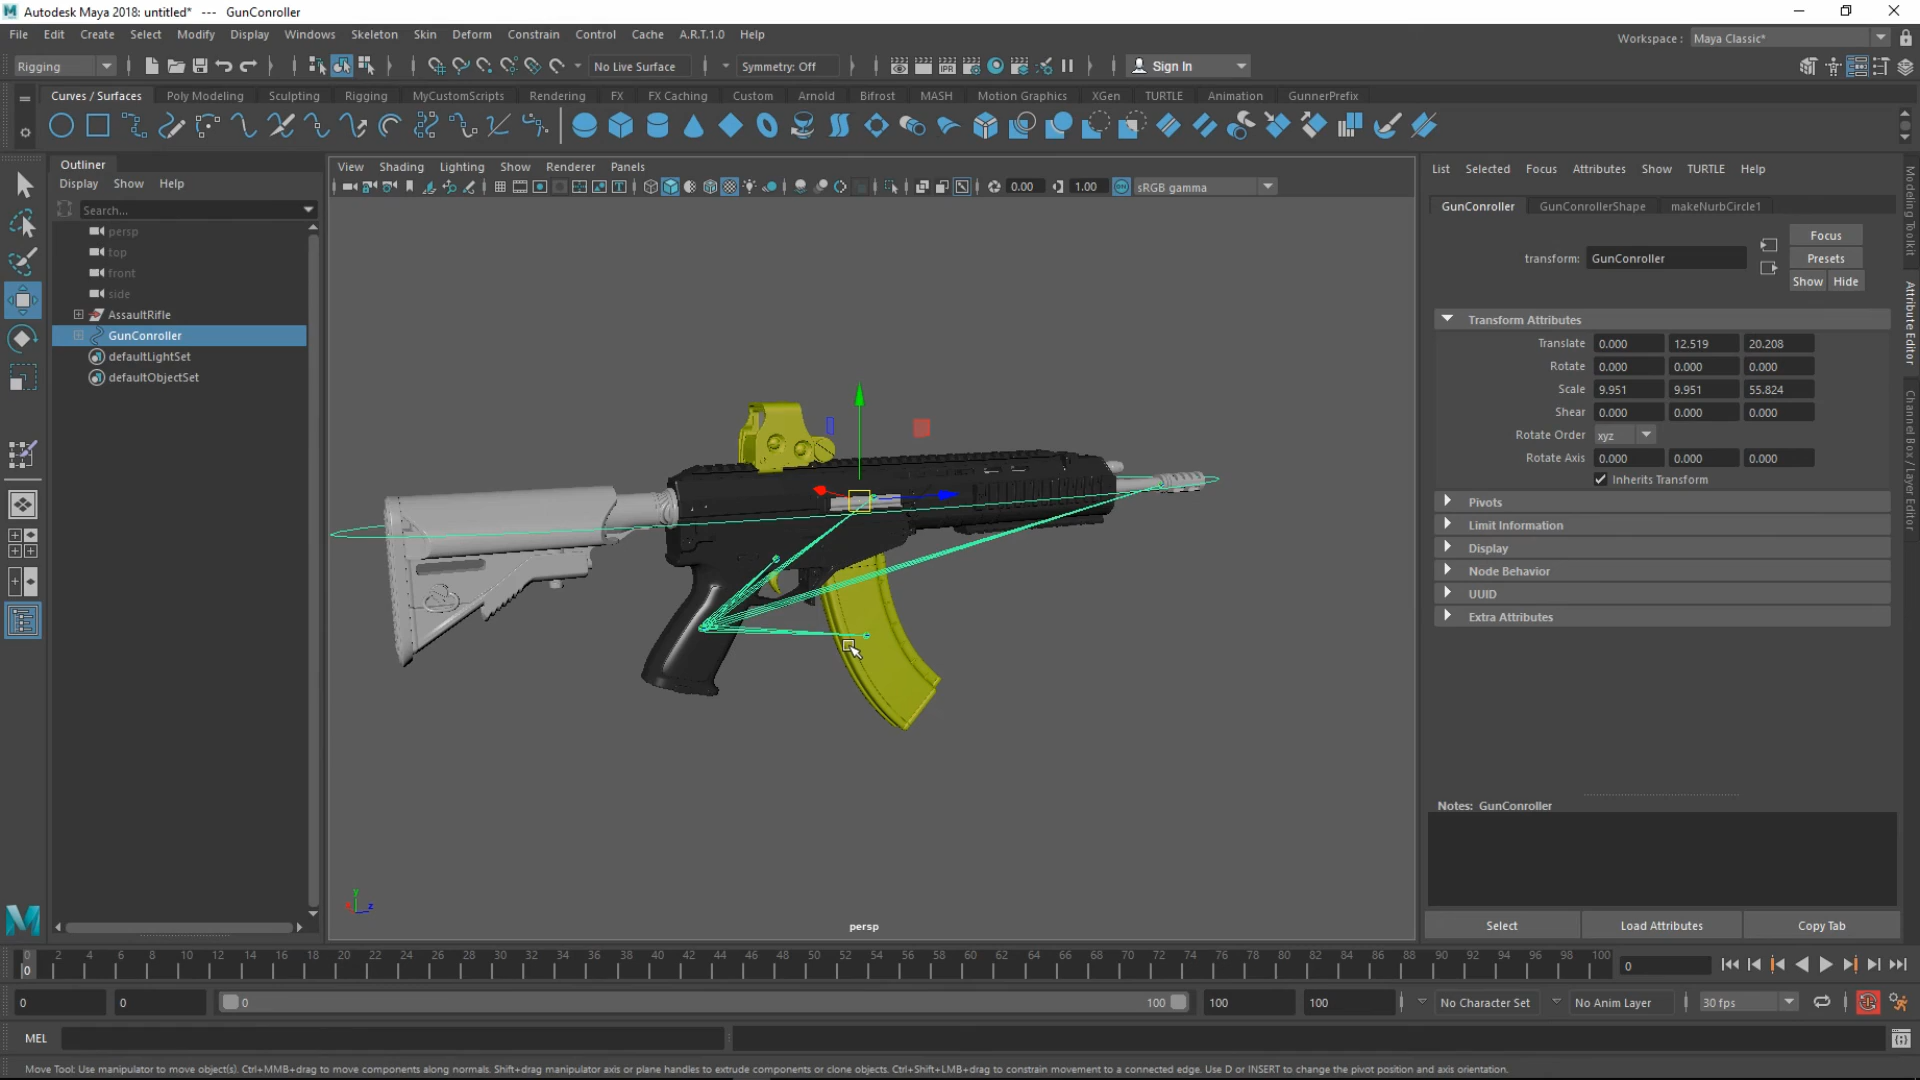 Autodesk Maya 2018: untitled*   ---   GunConroller
File Edit Create Select Modify Display Windows Skeleton Skin Deform Constrain Control Cache A.R.T.1.0 Help
Workspace : Maya Classic*
Rigging
No Live Surface
Symmetry: Off
Sign In
Curves / Surfaces Poly Modeling Sculpting Rigging MyCustomScripts Rendering FX FX Caching Custom Arnold Bifrost MASH Motion Graphics XGen TURTLE Animation GunnerPrefix
Outliner
Display Show Help
Search...
persp
top
front
side
AssaultRifle
GunConroller
defaultLightSet
defaultObjectSet
View Shading Lighting Show Renderer Panels
0.00 1.00 sRGB gamma
persp
List Selected Focus Attributes Show TURTLE Help
GunConroller GunConrollerShape makeNurbCircle1
transform: GunConroller
Focus
Presets
Show Hide
Transform Attributes
Translate 0.000 12.519 20.208
Rotate 0.000 0.000 0.000
Scale 9.951 9.951 55.824
Shear 0.000 0.000 0.000
Rotate Order xyz
Rotate Axis 0.000 0.000 0.000
Inherits Transform
Pivots
Limit Information
Display
Node Behavior
UUID
Extra Attributes
Notes: GunConroller
Select Load Attributes Copy Tab
Modeling Toolkit
Attribute Editor
Channel Box / Layer Editor
0 2 4 6 8 10 12 14 16 18 20 22 24 26 28 30 32 34 36 38 40 42 44 46 48 50 52 54 56 58 60 62 64 66 68 70 72 74 76 78 80 82 84 86 88 90 92 94 96 98 100
0
0
0 0 0 100 100 100 No Character Set No Anim Layer 30 fps
MEL
Move Tool: Use manipulator to move object(s). Ctrl+MMB+drag to move components along normals. Shift+drag manipulator axis or plane handles to extrude components or clone objects. Ctrl+Shift+LMB+drag to constrain movement to a connected edge. Use D or INSERT to change the pivot position and axis orientation.